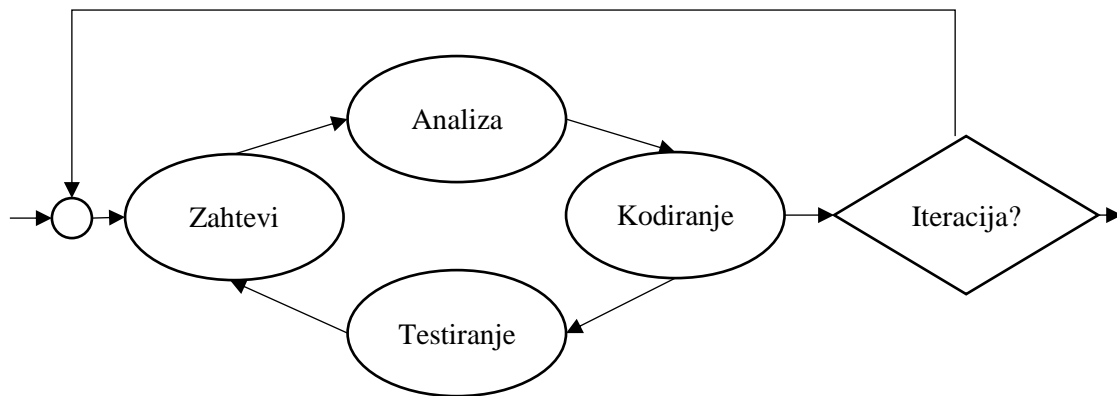 Analiza
Zahtevi
Kodiranje
Iteracija?
Testiranje